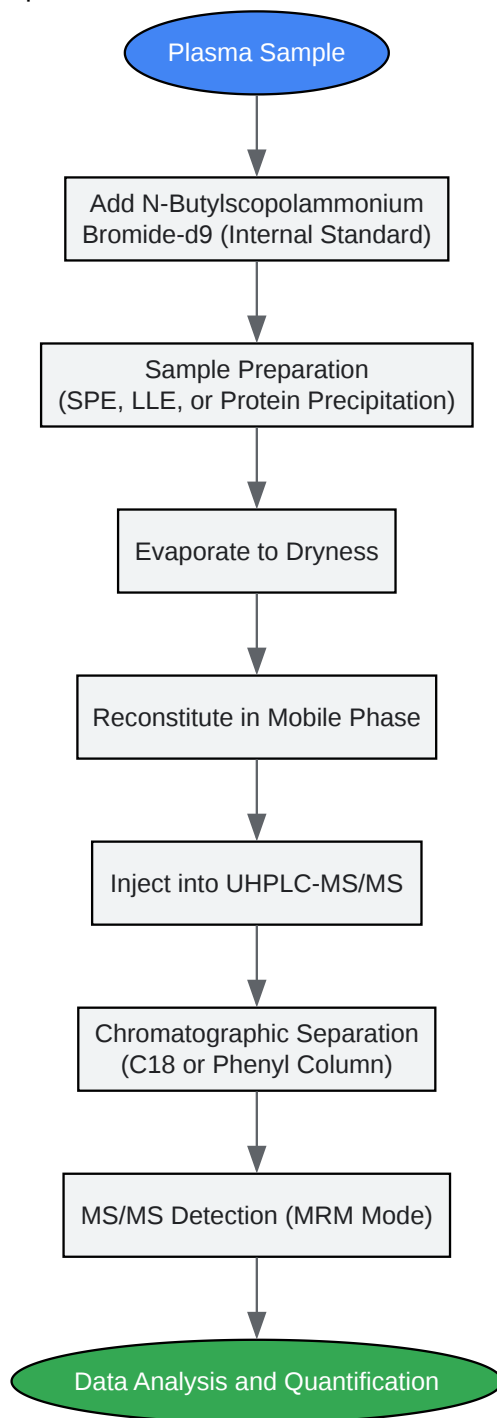 Plasma Sample
Add N-Butylscopolammonium
Bromide-d9 (Internal Standard)
Sample Preparation
(SPE, LLE, or Protein Precipitation)
Evaporate to Dryness
Reconstitute in Mobile Phase
Inject into UHPLC-MS/MS
Chromatographic Separation
(C18 or Phenyl Column)
MS/MS Detection (MRM Mode)
Data Analysis and Quantification